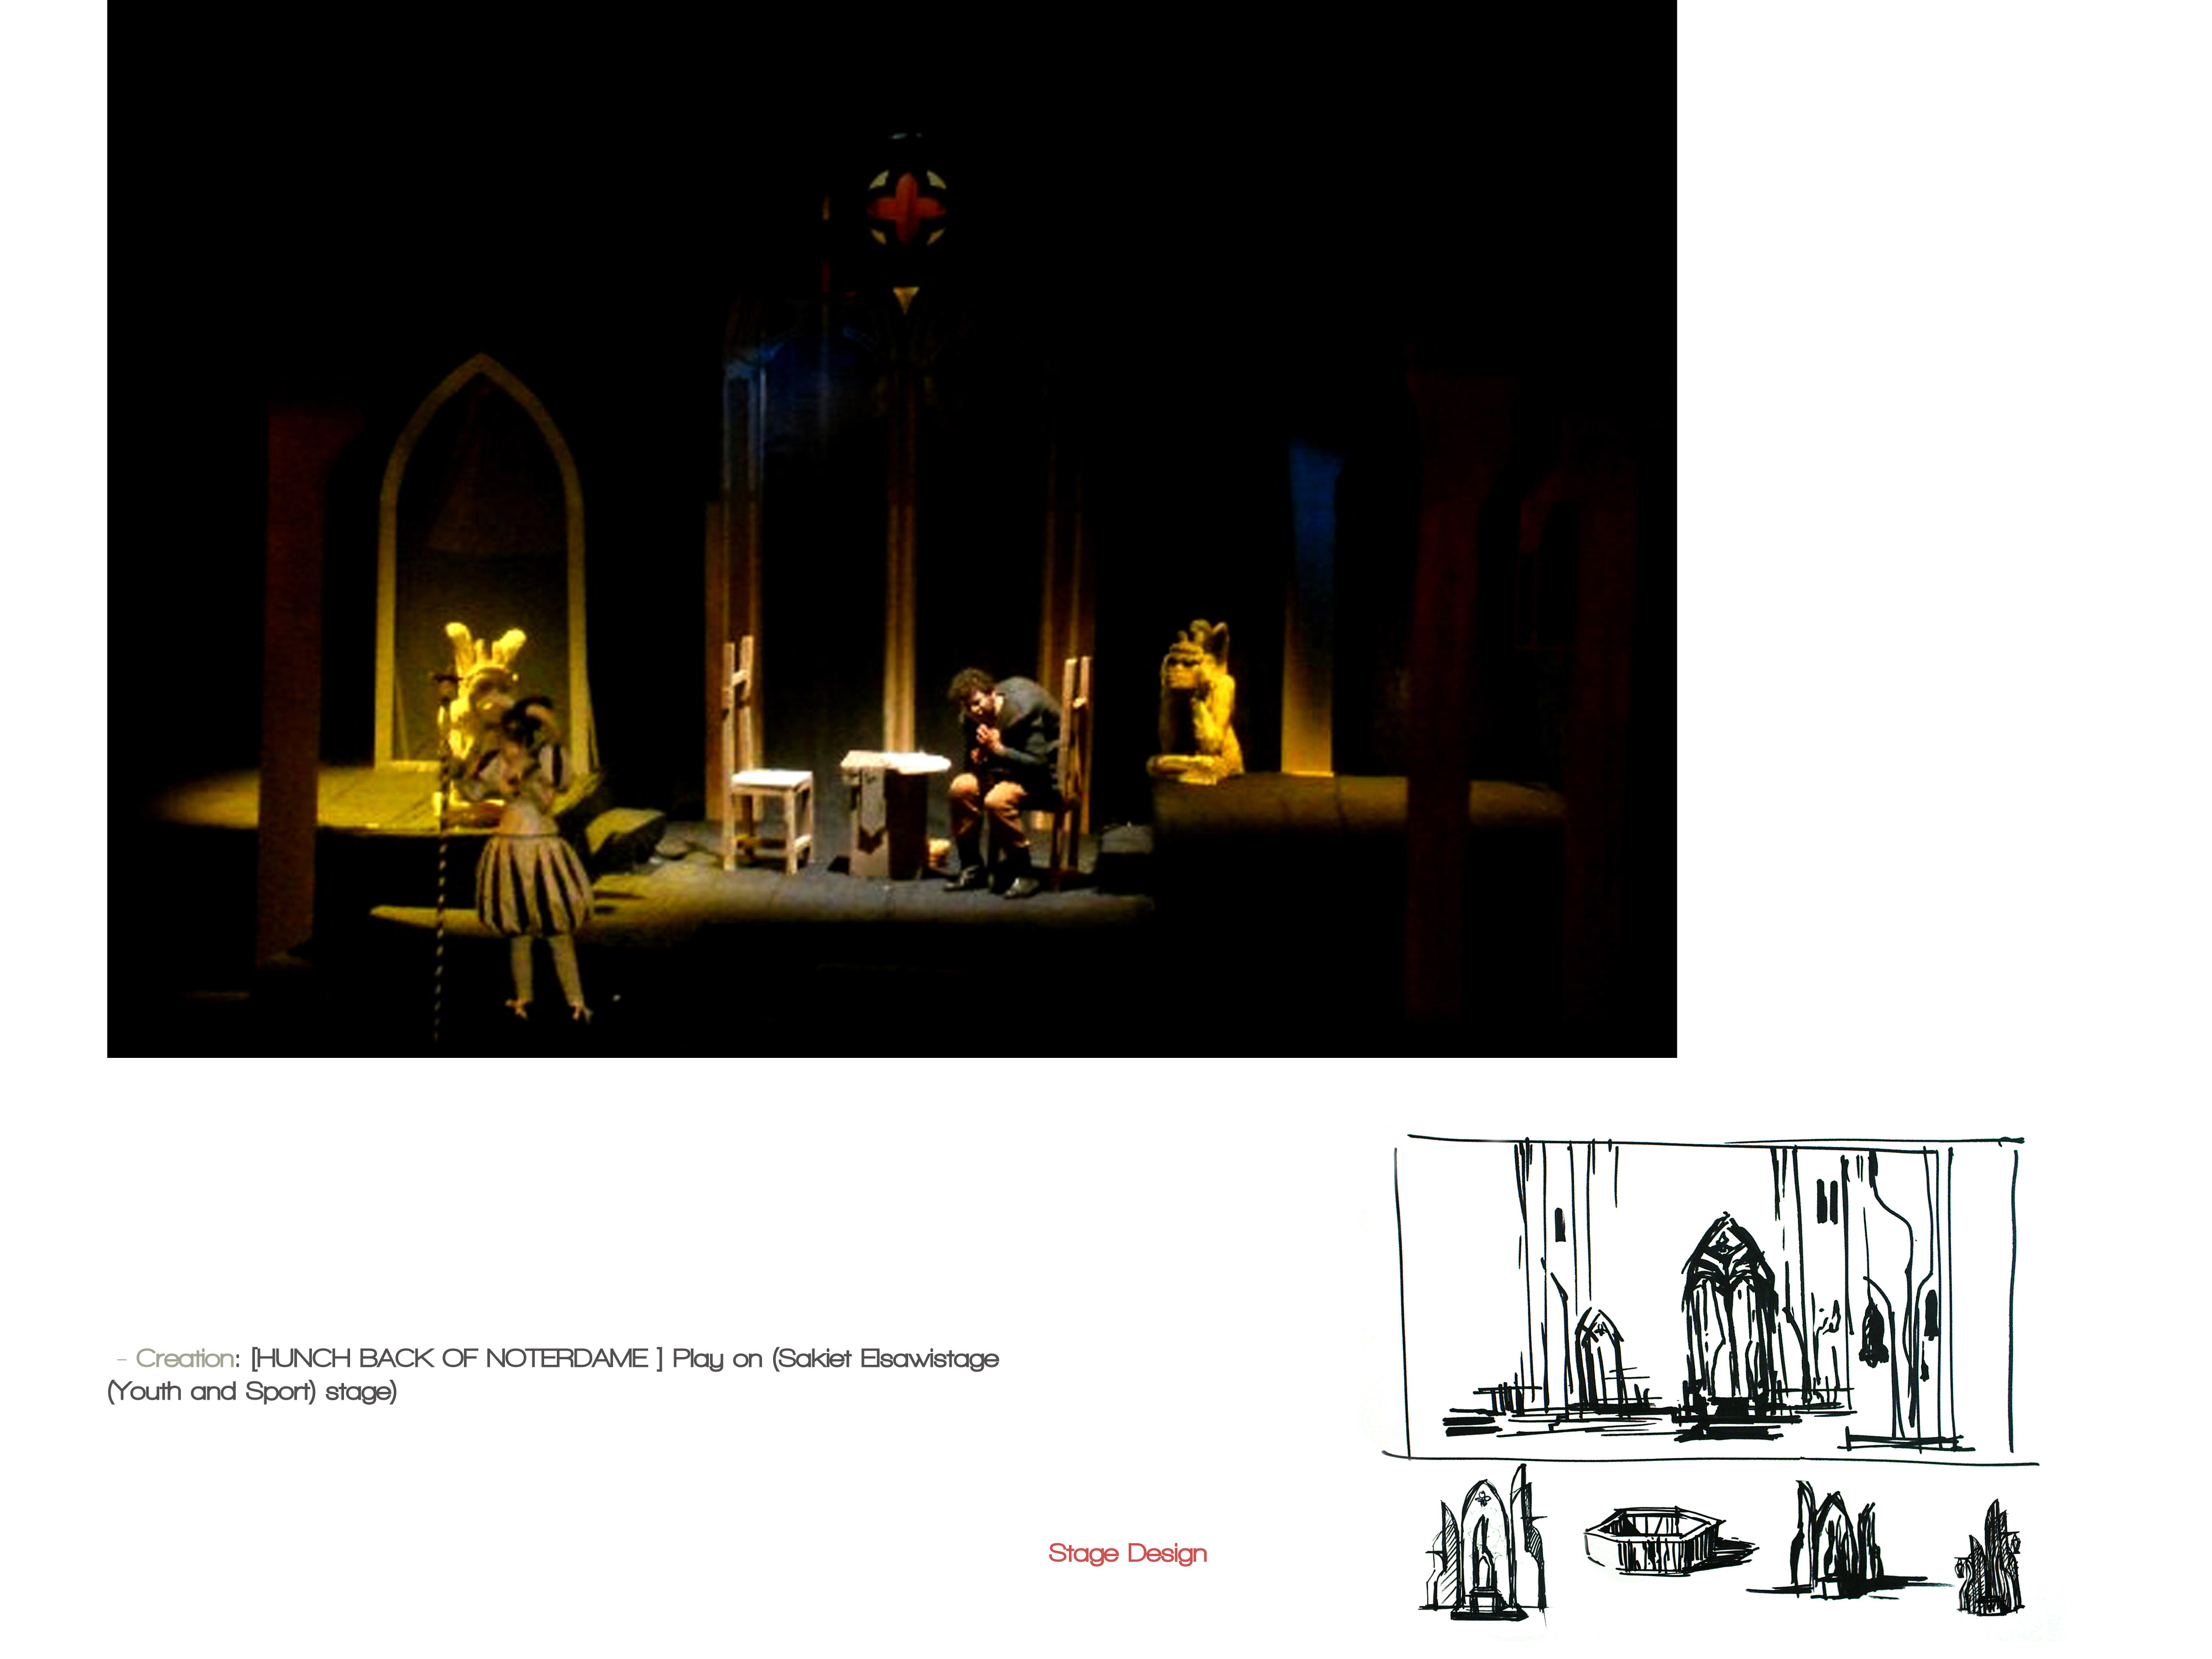 - Creation: [HUNCH BACK OF NOTERDAME ] Play on (Sakiet Elsawistage
(Youth and Sport) stage)
Stage Design